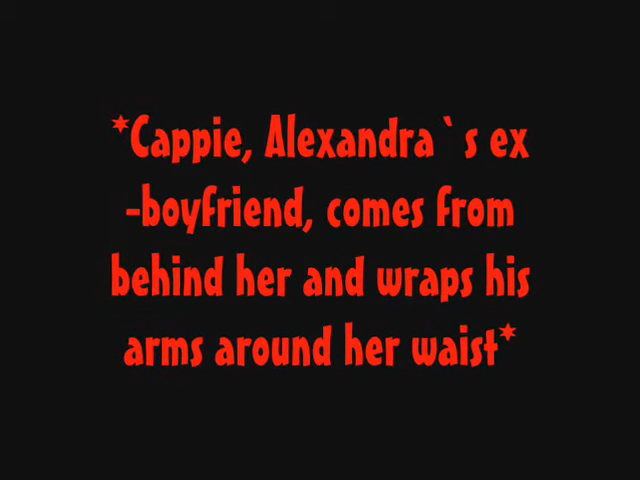 *Cappie, Alexandra`s ex
-boyfriend, comes from
behind her and wraps his
arms around her waist*